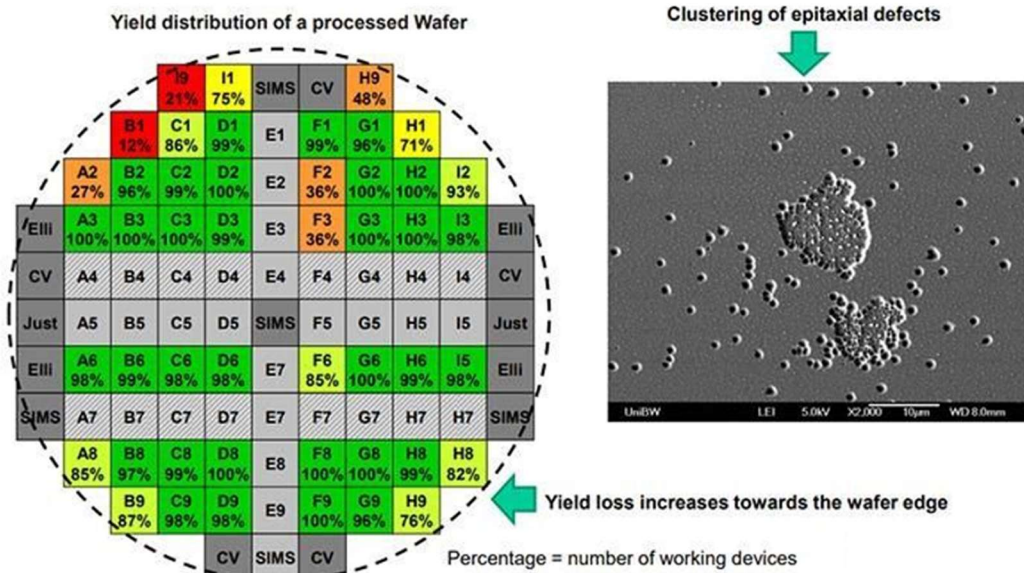 Yield distribution of a processed Wafer
Clustering of epitaxial defects
I9 I1 SIMS CV H9
21% 75% 48%
B1 C1 D1 E1 F1 G1 H1
12% 86% 99% 99% 96% 71%
A2 B2 C2 D2 E2 F2 G2 H2 I2
27% 96% 99% 100% 36% 100% 100% 93%
Elli A3 B3 C3 D3 E3 F3 G3 H3 I3 Elli
100% 100% 100% 99% 36% 100% 100% 98%
CV A4 B4 C4 D4 E4 F4 G4 H4 I4 CV
Just A5 B5 C5 D5 SIMS F5 G5 H5 I5 Just
Elli A6 B6 C6 D6 E7 F6 G6 H6 I5 Elli
98% 99% 98% 98% 85% 100% 99% 98%
SIMS A7 B7 C7 D7 E7 F7 G7 H7 H7 SIMS
A8 B8 C8 D8 E8 F8 G8 H8 H8
85% 97% 99% 100% 100% 100% 99% 82%
B9 C9 D9 E9 F9 G9 H9
87% 98% 98% 100% 96% 76%
CV SIMS CV
UniBW LEI 5.0kV X2,000 10µm WD 8.0mm
Yield loss increases towards the wafer edge
Percentage = number of working devices